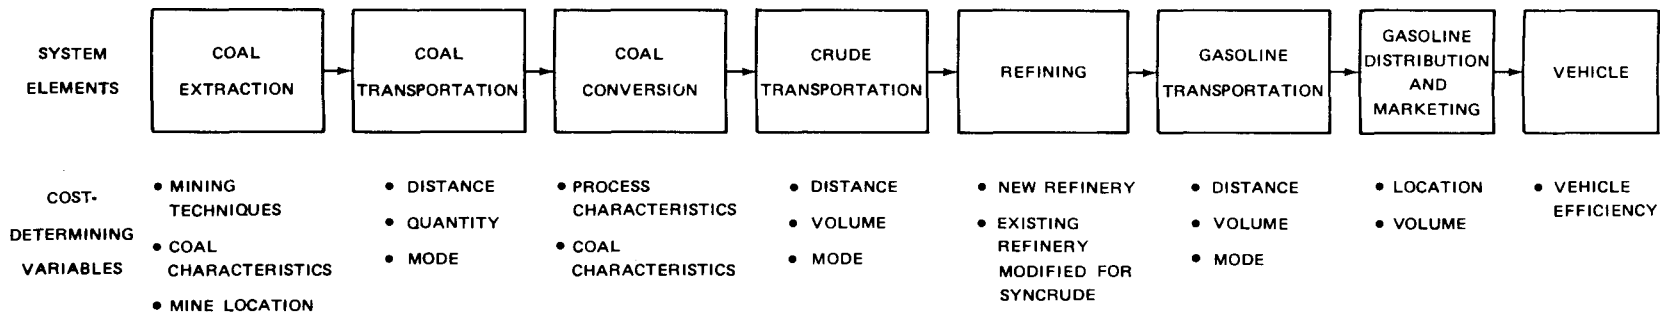 SYSTEM
ELEMENTS
COAL
EXTRACTION
COAL
TRANSPORTATION
COAL
CONVERSION
CRUDE
TRANSPORTATION
REFINING
GASOLINE
TRANSPORTATION
GASOLINE
DISTRIBUTION
AND
MARKETING
VEHICLE
COST-
DETERMINING
VARIABLES
• MINING
TECHNIQUES
• COAL
CHARACTERISTICS
• MINE LOCATION
• DISTANCE
• QUANTITY
• MODE
• PROCESS
CHARACTERISTICS
• COAL
CHARACTERISTICS
• DISTANCE
• VOLUME
• MODE
• NEW REFINERY
• EXISTING
REFINERY
MODIFIED FOR
SYNCRUDE
• DISTANCE
• VOLUME
• MODE
• LOCATION
• VOLUME
• VEHICLE
EFFICIENCY